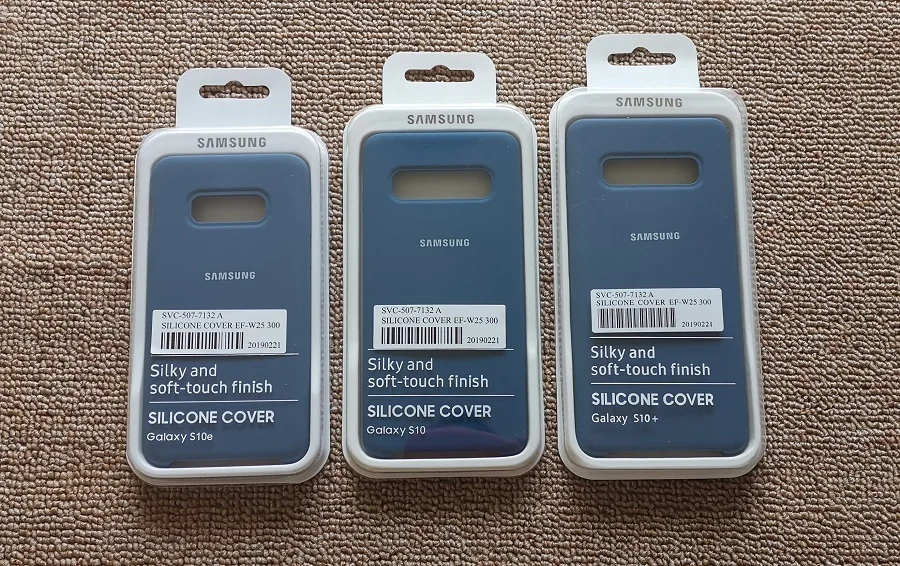 SAMSUNG
SAMSUNG
SVC-507-7132 A
SILICONE COVER EF-W25 300
20190221
Silky and
soft-touch finish
SILICONE COVER
Galaxy S10e
SAMSUNG
SAMSUNG
SVC-507-7132 A
SILICONE COVER EF-W25 300
20190221
Silky and
soft-touch finish
SILICONE COVER
Galaxy S10
SAMSUNG
SAMSUNG
SVC-507-7132 A
SILICONE COVER EF-W25 300
20190221
Silky and
soft-touch finish
SILICONE COVER
Galaxy S10+